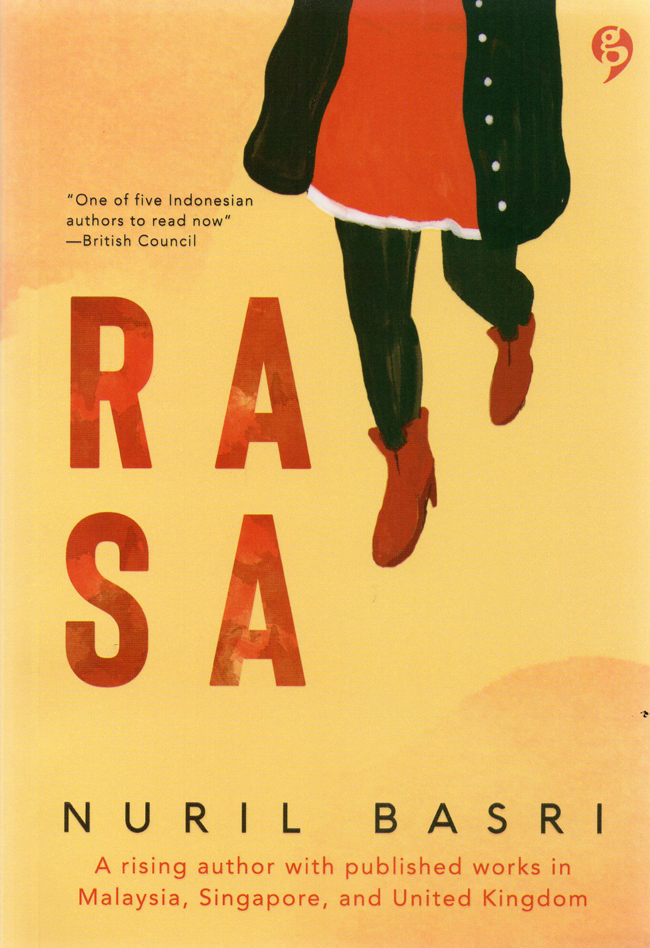 g
“One of five Indonesian
authors to read now“
—British Council
RA
SA
NURIL BASRI
A rising author with published works in
Malaysia, Singapore, and United Kingdom